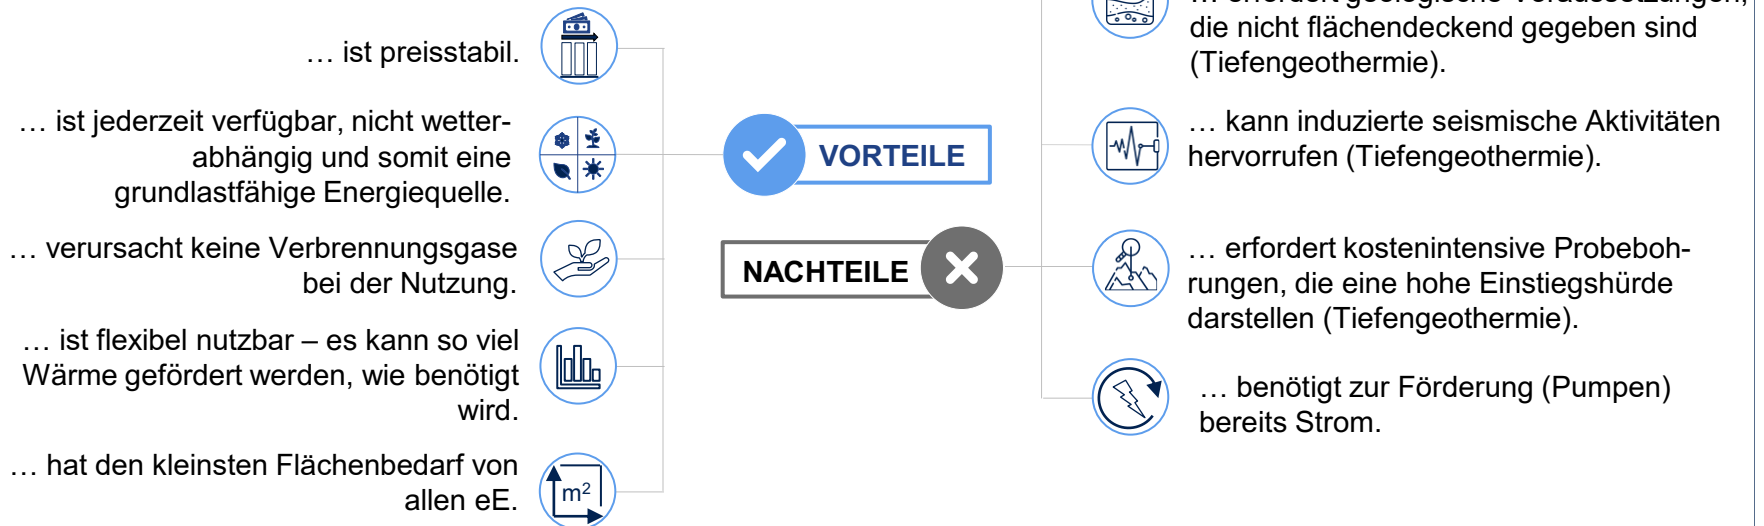 … ist preisstabil.
… ist jederzeit verfügbar, nicht wetter-
abhängig und somit eine
grundlastfähige Energiequelle.
… verursacht keine Verbrennungsgase
bei der Nutzung.
… ist flexibel nutzbar – es kann so viel
Wärme gefördert werden, wie benötigt
wird.
… hat den kleinsten Flächenbedarf von
allen eE.
m²
VORTEILE
NACHTEILE
… erfordert geologische Voraussetzungen,
die nicht flächendeckend gegeben sind
(Tiefengeothermie).
… kann induzierte seismische Aktivitäten
hervorrufen (Tiefengeothermie).
… erfordert kostenintensive Probeboh-
rungen, die eine hohe Einstiegshürde
darstellen (Tiefengeothermie).
… benötigt zur Förderung (Pumpen)
bereits Strom.